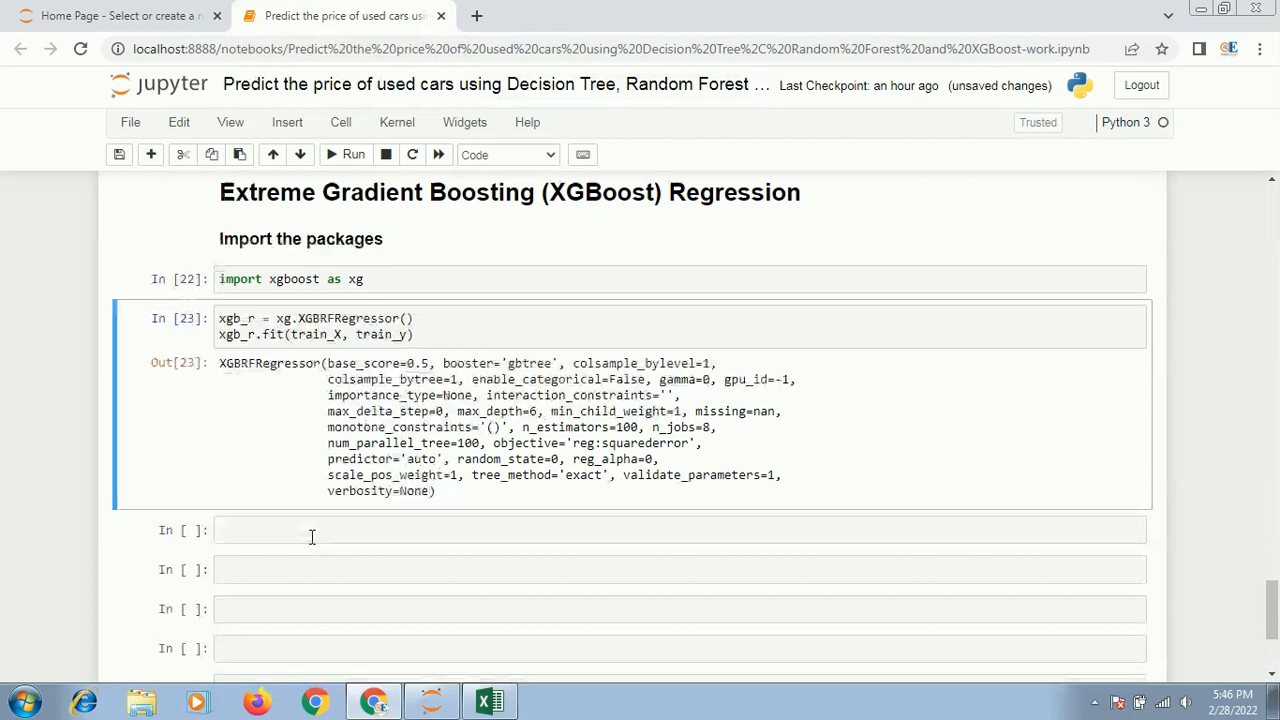 Home Page - Select or create a n
Predict the price of used cars usin
localhost:8888/notebooks/Predict%20the%20price%20of%20used%20cars%20using%20Decision%20Tree%2C%20Random%20Forest%20and%20XGBoost-work.ipynb
jupyter Predict the price of used cars using Decision Tree, Random Forest ... Last Checkpoint: an hour ago (unsaved changes) Logout
File Edit View Insert Cell Kernel Widgets Help Trusted Python 3
Run Code
Extreme Gradient Boosting (XGBoost) Regression
Import the packages
In [22]: import xgboost as xg
In [23]: xgb_r = xg.XGBRFRegressor()
xgb_r.fit(train_X, train_y)
Out[23]: XGBRFRegressor(base_score=0.5, booster='gbtree', colsample_bylevel=1,
colsample_bytree=1, enable_categorical=False, gamma=0, gpu_id=-1,
importance_type=None, interaction_constraints='',
max_delta_step=0, max_depth=6, min_child_weight=1, missing=nan,
monotone_constraints='()', n_estimators=100, n_jobs=8,
num_parallel_tree=100, objective='reg:squarederror',
predictor='auto', random_state=0, reg_alpha=0,
scale_pos_weight=1, tree_method='exact', validate_parameters=1,
verbosity=None)
In [ ]:
In [ ]:
In [ ]:
In [ ]:
5:46 PM
2/28/2022